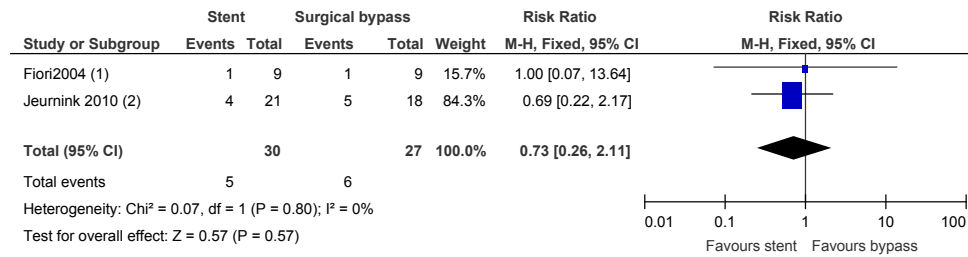 Stent Surgical bypass Risk Ratio Risk Ratio
Study or Subgroup Events Total Events Total Weight M-H, Fixed, 95% CI M-H, Fixed, 95% CI
Fiori2004 (1) 1 9 1 9 15.7% 1.00 [0.07, 13.64]
Jeurnink 2010 (2) 4 21 5 18 84.3% 0.69 [0.22, 2.17]
Total (95% CI) 30 27 100.0% 0.73 [0.26, 2.11]
Total events 5 6
Heterogeneity: Chi² = 0.07, df = 1 (P = 0.80); I² = 0%
Test for overall effect: Z = 0.57 (P = 0.57)
0.01 0.1 1 10 100
Favours stent Favours bypass